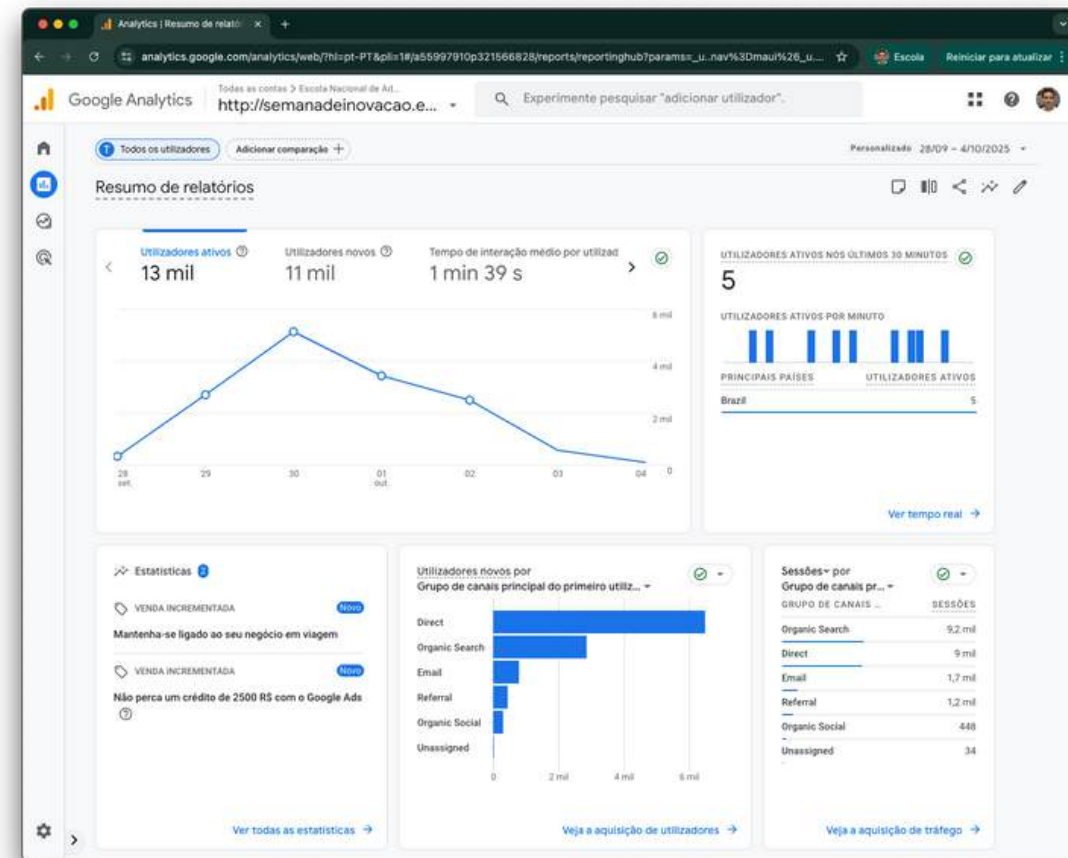 Analytics | Resumo de relató
analytics.google.com/analytics/web/?hl=pt-PT&pli=1#/a55997910p321566828/reports/reportinghub?params=_u..nav%3Dmaui%26_u....
Escola
Reiniciar para atualizar
Google Analytics
Todas as contas > Escola Nacional de Ad...
http://semanadeinovacao.e...
Experimente pesquisar "adicionar utilizador".
T Todos os utilizadores
Adicionar comparação +
Personalizado 28/09 – 4/10/2025
Resumo de relatórios
Utilizadores ativos
13 mil
Utilizadores novos
11 mil
Tempo de interação médio por utilizad
1 min 39 s
6 mil
4 mil
2 mil
0
28 set.
29
30
01 out.
02
03
04
UTILIZADORES ATIVOS NOS ÚLTIMOS 30 MINUTOS
5
UTILIZADORES ATIVOS POR MINUTO
PRINCIPAIS PAÍSES
UTILIZADORES ATIVOS
Brazil 5
Ver tempo real
Estatísticas 2
VENDA INCREMENTADA Novo
Mantenha-se ligado ao seu negócio em viagem
VENDA INCREMENTADA Novo
Não perca um crédito de 2500 R$ com o Google Ads
Ver todas as estatísticas
Utilizadores novos por
Grupo de canais principal do primeiro utiliz...
Direct
Organic Search
Email
Referral
Organic Social
Unassigned
0 2 mil 4 mil 6 mil
Veja a aquisição de utilizadores
Sessões por
Grupo de canais pr...
GRUPO DE CANAIS ... SESSÕES
Organic Search 9,2 mil
Direct 9 mil
Email 1,7 mil
Referral 1,2 mil
Organic Social 448
Unassigned 34
Veja a aquisição de tráfego